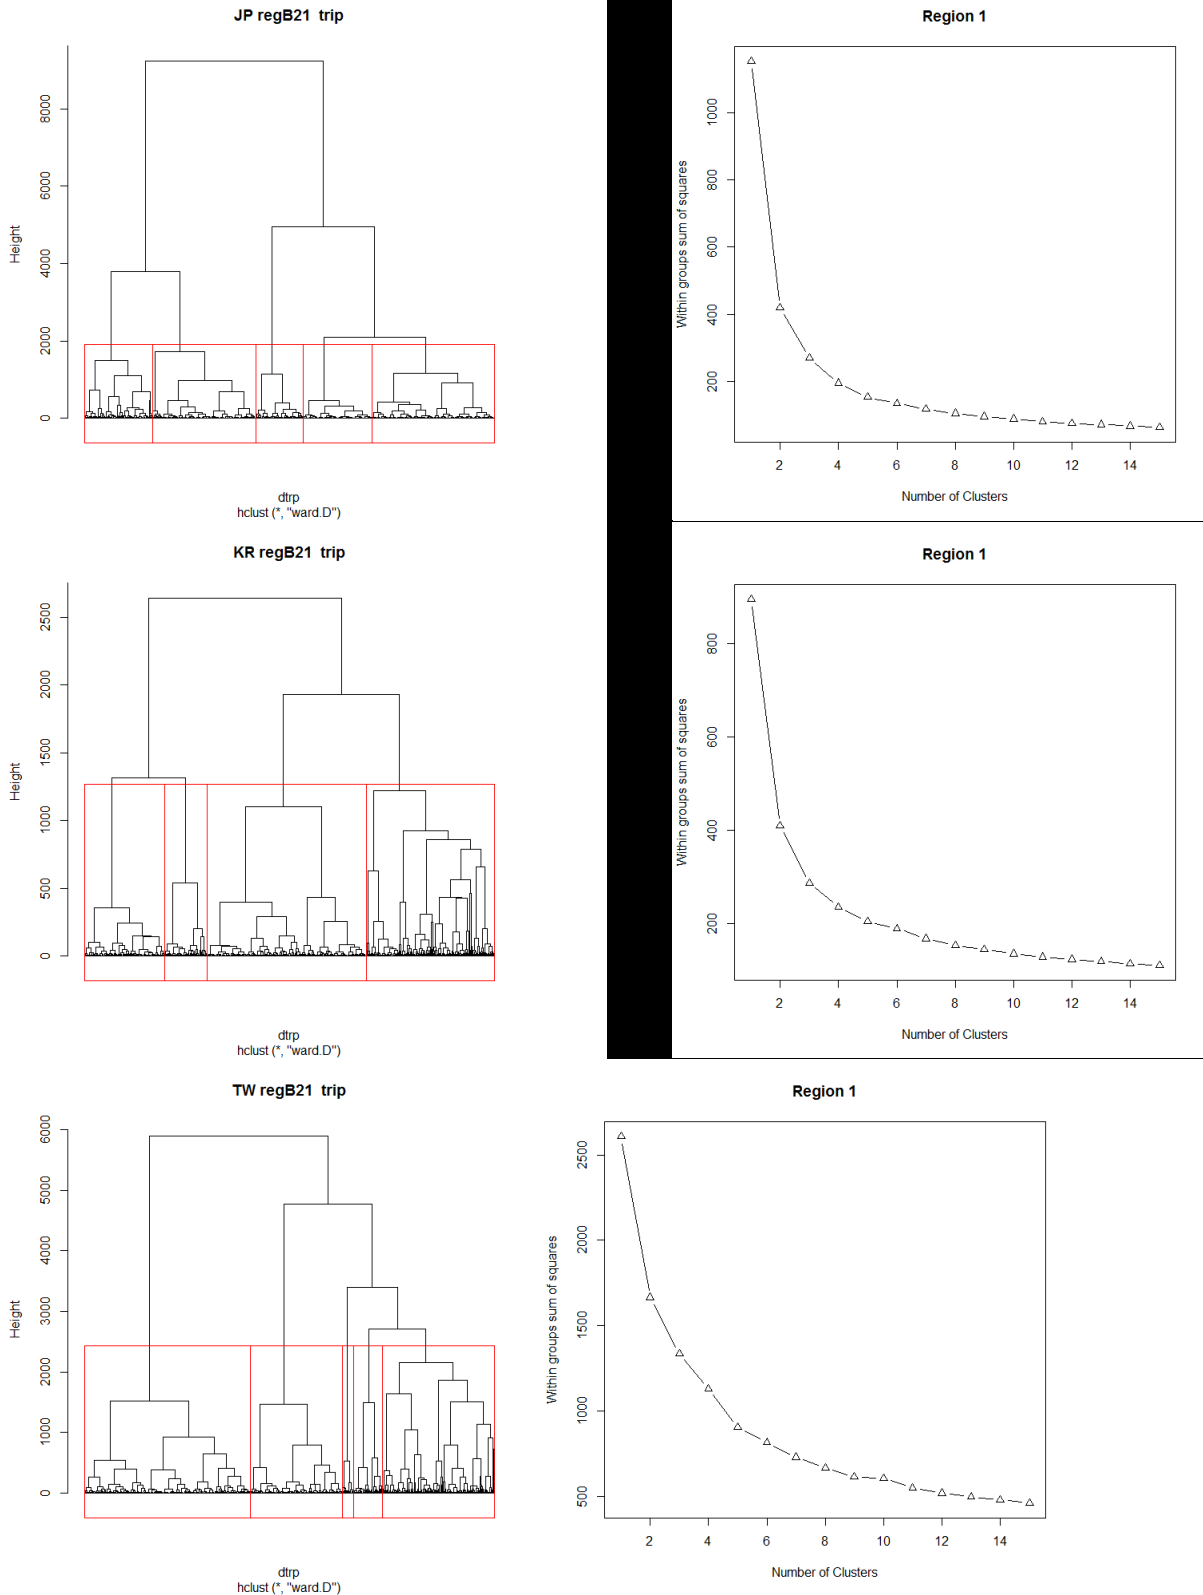 JP regB21  trip
Height
8000
6000
4000
2000
0
dtrp
hclust (*, "ward.D")
Region 1
Within groups sum of squares
1000
800
600
400
200
2 4 6 8 10 12 14
Number of Clusters
KR regB21  trip
Height
2500
2000
1500
1000
500
0
dtrp
hclust (*, "ward.D")
Region 1
Within groups sum of squares
800
600
400
200
2 4 6 8 10 12 14
Number of Clusters
TW regB21  trip
Height
6000
5000
4000
3000
2000
1000
0
dtrp
hclust (*, "ward.D")
Region 1
Within groups sum of squares
2500
2000
1500
1000
500
2 4 6 8 10 12 14
Number of Clusters